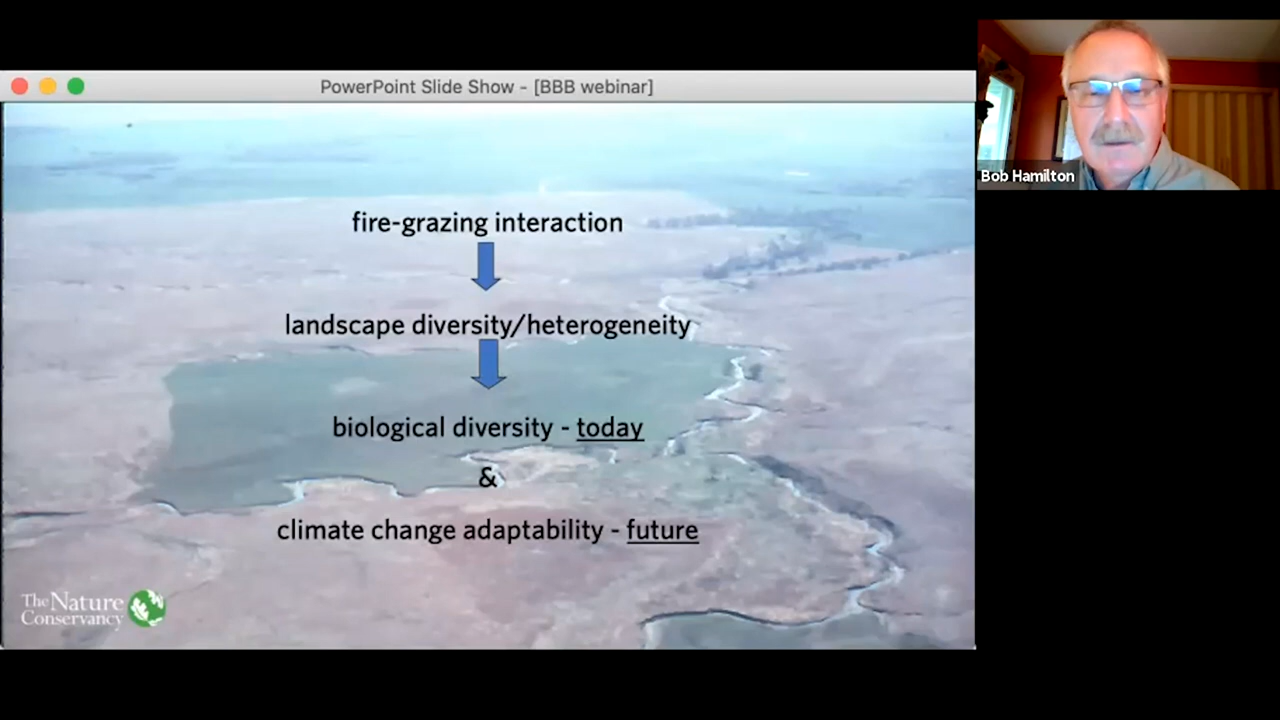 PowerPoint Slide Show - [BBB webinar]
Bob Hamilton
fire-grazing interaction
landscape diversity/heterogeneity
biological diversity - today
&
climate change adaptability - future
The Nature
Conservancy